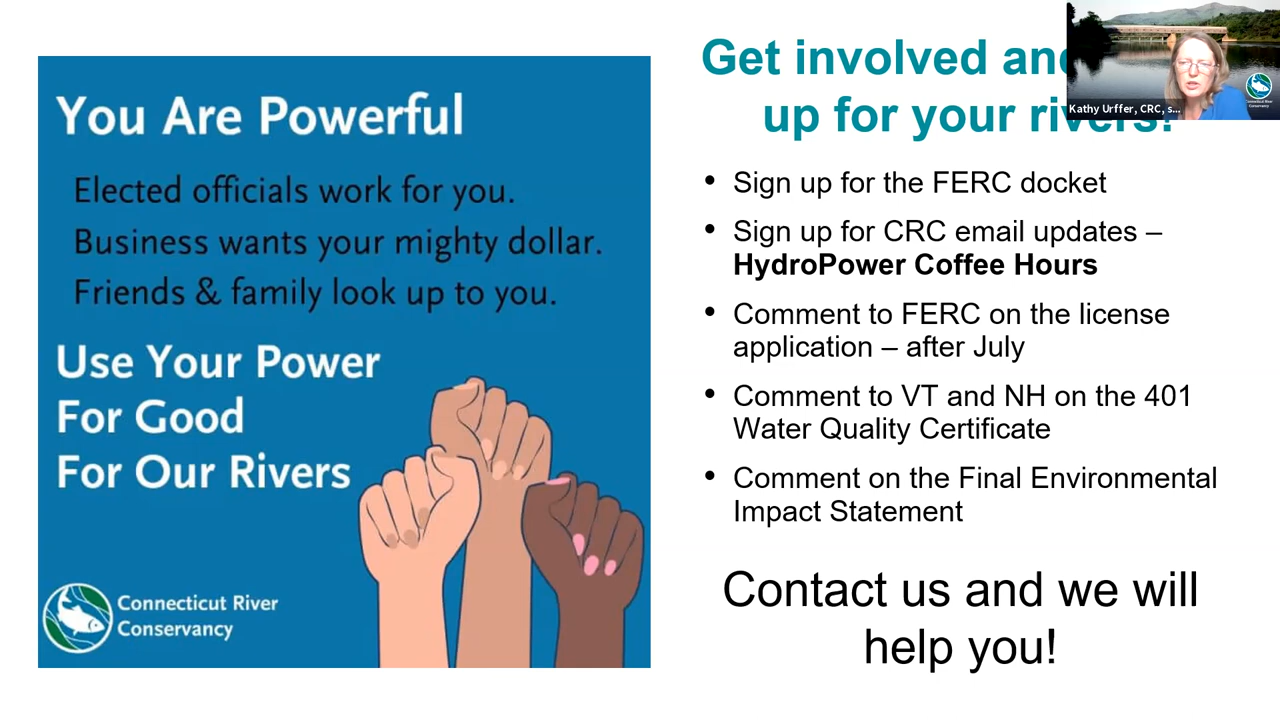 You Are Powerful
Elected officials work for you.
Business wants your mighty dollar.
Friends & family look up to you.
Use Your Power
For Good
For Our Rivers
Connecticut River
Conservancy
Get involved and
up for your rivers!
• Sign up for the FERC docket
• Sign up for CRC email updates –
HydroPower Coffee Hours
• Comment to FERC on the license
application – after July
• Comment to VT and NH on the 401
Water Quality Certificate
• Comment on the Final Environmental
Impact Statement
Contact us and we will
help you!
Connecticut River
Conservancy
Kathy Urffer, CRC, s...